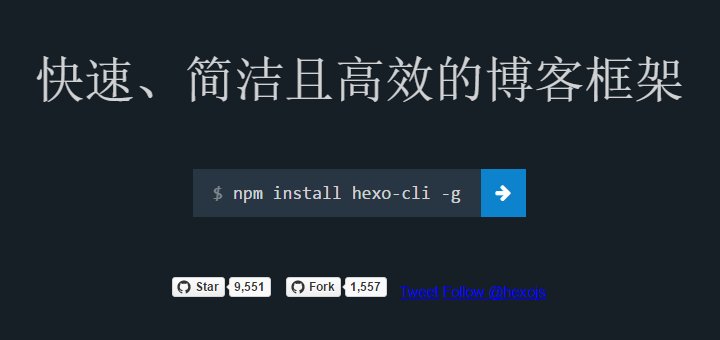 快速、简洁且高效的博客框架
$ npm install hexo-cli -g
Star 9,551 Fork 1,557 Tweet Follow @hexojs